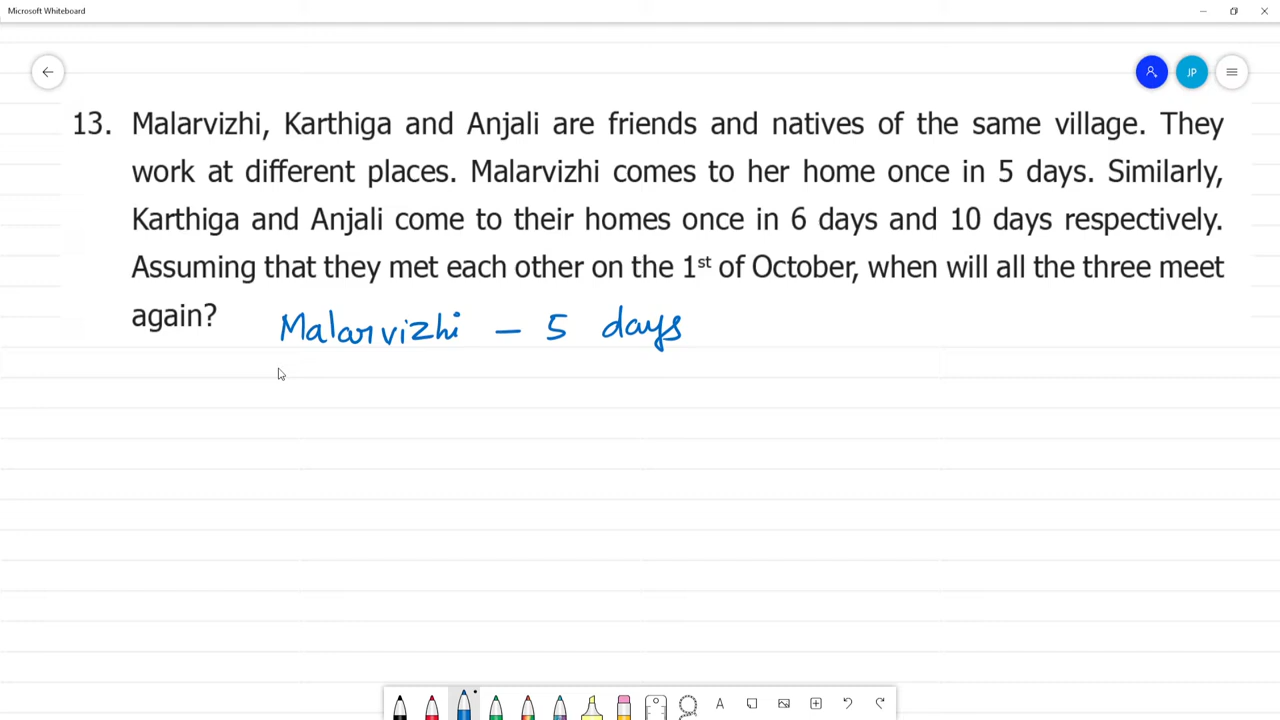 Microsoft Whiteboard
JP
13. Malarvizhi, Karthiga and Anjali are friends and natives of the same village. They
work at different places. Malarvizhi comes to her home once in 5 days. Similarly,
Karthiga and Anjali come to their homes once in 6 days and 10 days respectively.
Assuming that they met each other on the 1st of October, when will all the three meet
again?
Malarvizhi – 5 days
A